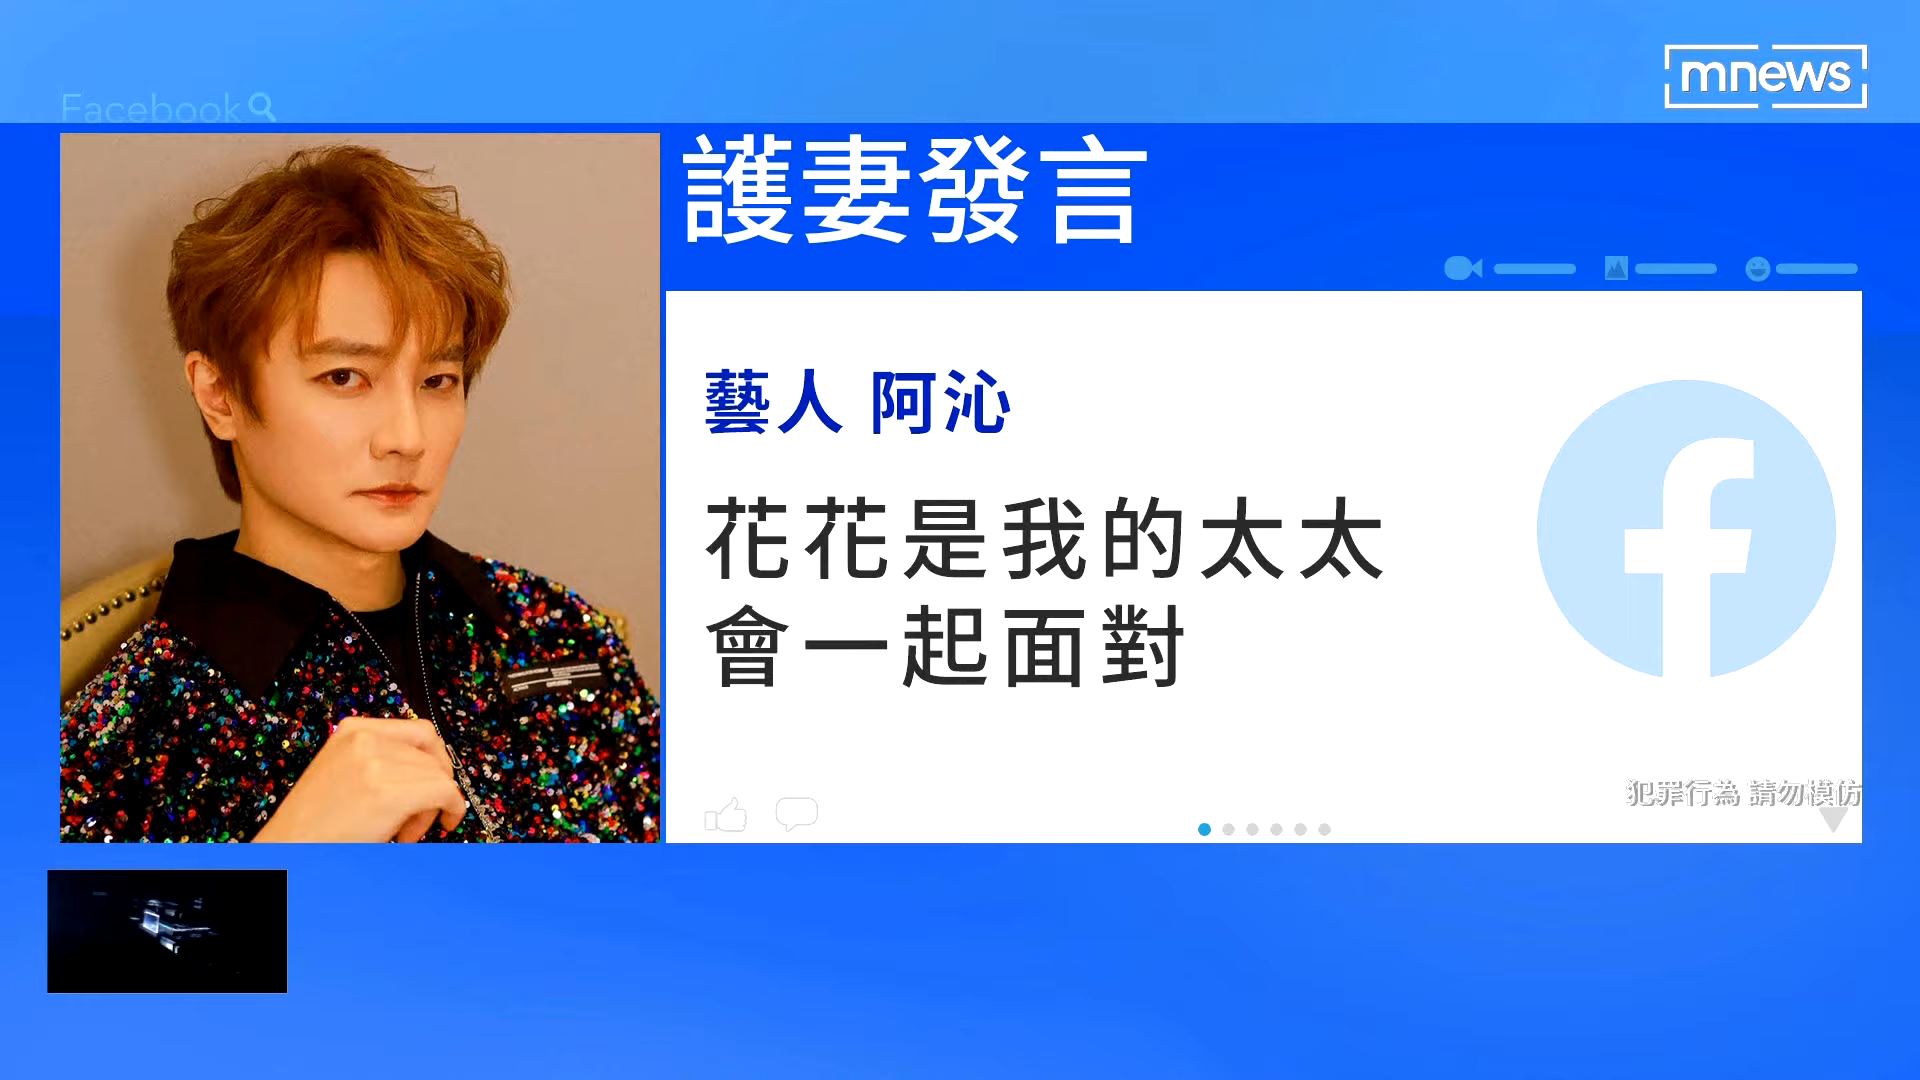 Facebook
mnews
護妻發言
藝人 阿沁
花花是我的太太
會一起面對
犯罪行為 請勿模仿